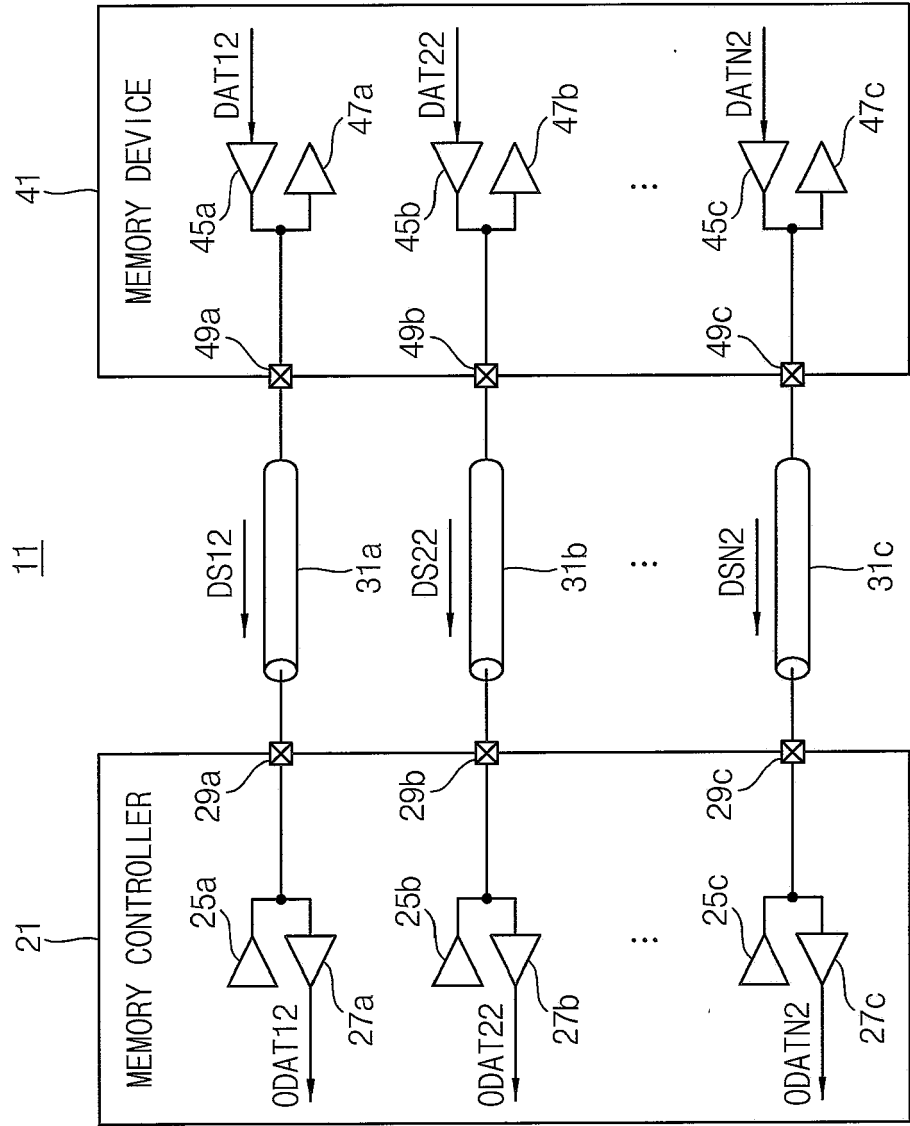 11
21
41
MEMORY CONTROLLER
MEMORY DEVICE
25a
29a
DS12
49a
45a
DAT12
ODAT12
27a
31a
47a
25b
29b
DS22
49b
45b
DAT22
ODAT22
27b
31b
47b
...
...
...
25c
29c
DSN2
49c
45c
DATN2
ODATN2
27c
31c
47c